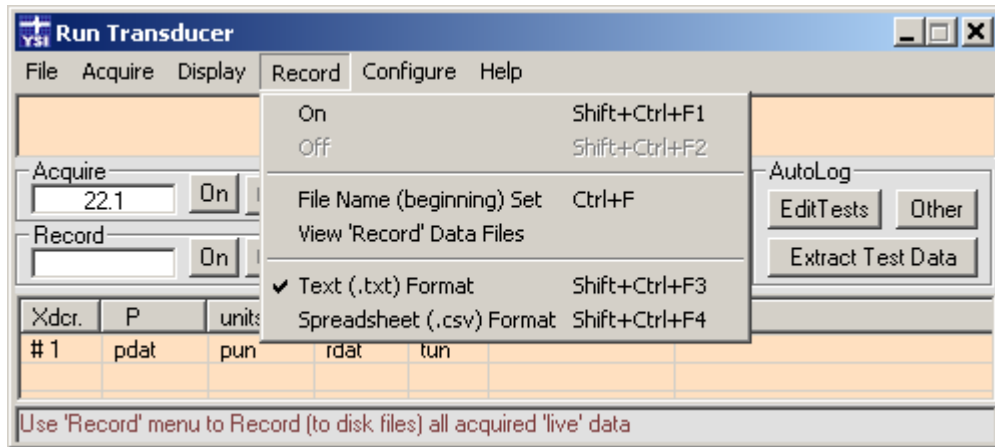 YSI Run Transducer
File Acquire Display Record Configure Help
On Shift+Ctrl+F1
Off Shift+Ctrl+F2
File Name (beginning) Set Ctrl+F
View 'Record' Data Files
Text (.txt) Format Shift+Ctrl+F3
Spreadsheet (.csv) Format Shift+Ctrl+F4
Acquire
22.1 On
Record
On
AutoLog
EditTests Other
Extract Test Data
Xdcr. P units
#1 pdat pun rdat tun
Use 'Record' menu to Record (to disk files) all acquired 'live' data